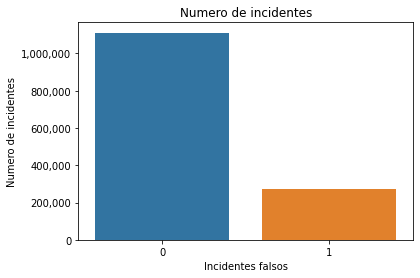 Numero de incidentes
1,000,000
800,000
600,000
400,000
200,000
0
Numero de incidentes
0 1
Incidentes falsos